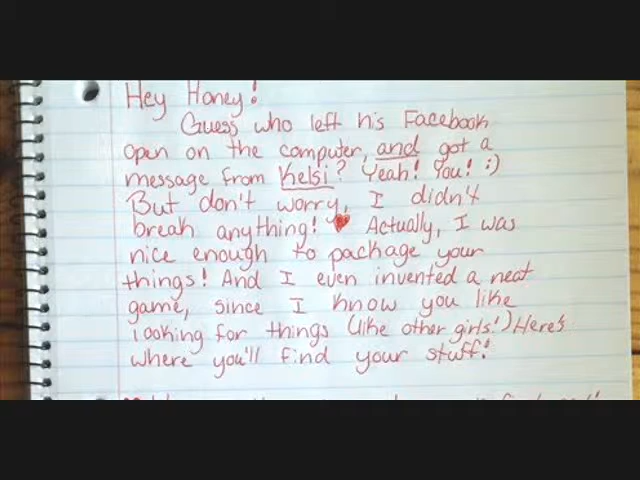 Hey Honey!
Guess who left his Facebook
open on the computer, and got a
message from Kelsi? Yeah! You! :)
But don't worry, I didn't
break anything! ♥ Actually, I was
nice enough to package your
things! And I even invented a neat
game, since I know you like
looking for things (like other girls!) Here's
where you'll find your stuff!